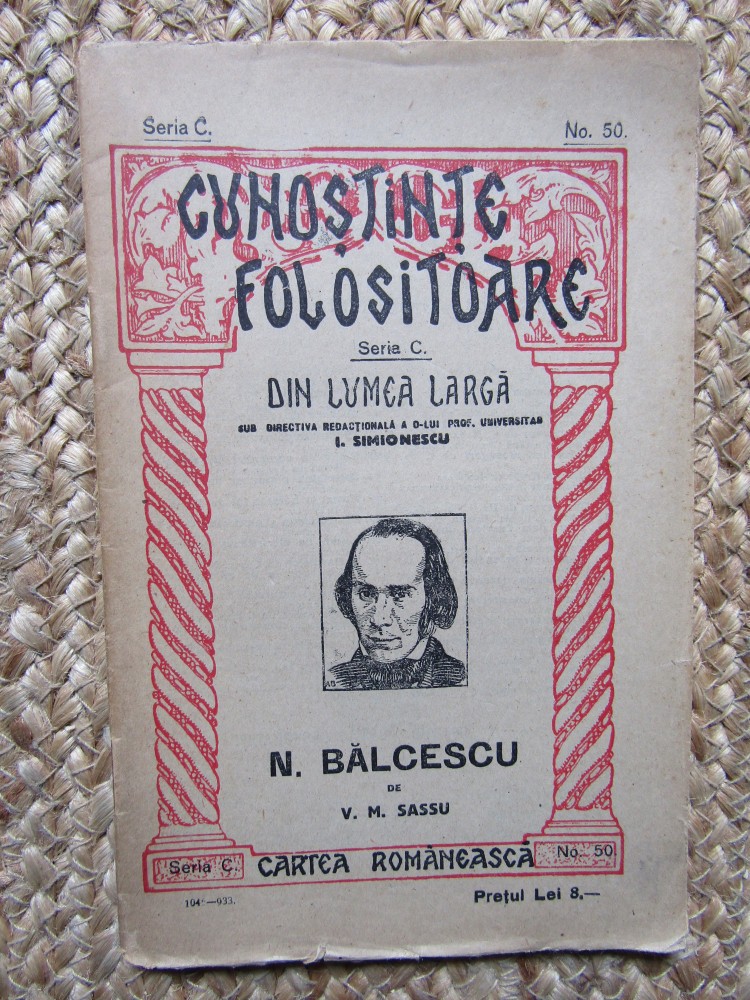 Seria C. No. 50.
CUNOȘTINȚE
FOLOSITOARE
Seria C.
DIN LUMEA LARGĂ
SUB DIRECTIVA REDACȚIONALĂ A D-LUI PROF. UNIVERSITAR
I. SIMIONESCU
N. BĂLCESCU
DE
V. M. SASSU
Seria C. CARTEA ROMÂNEASCĂ No. 50
Prețul Lei 8.—